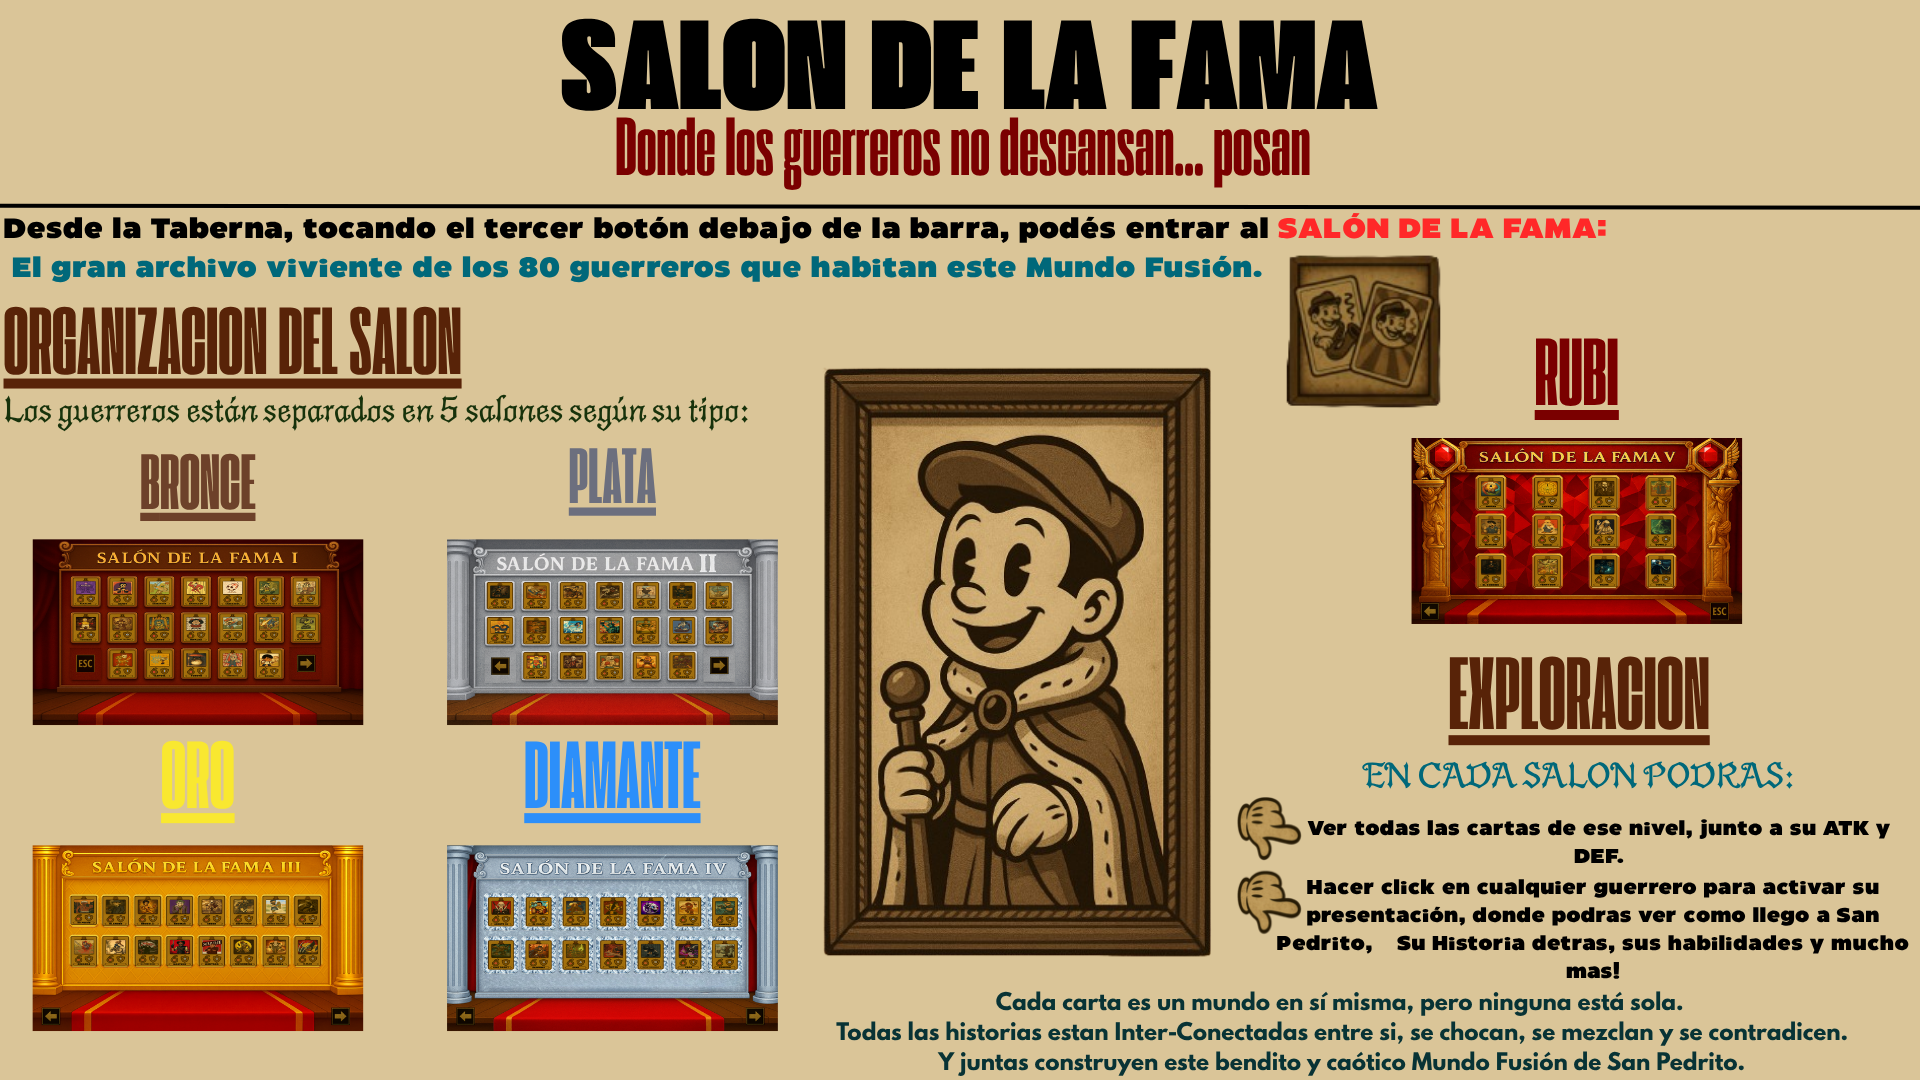 SALON DE LA FAMA
Donde los guerreros no descansan... posan
Desde la Taberna, tocando el tercer botón debajo de la barra, podés entrar al SALÓN DE LA FAMA:
El gran archivo viviente de los 80 guerreros que habitan este Mundo Fusión.
ORGANIZACION DEL SALON
Los guerreros están separados en 5 salones según su tipo:
BRONCE
SALÓN DE LA FAMA I
ESC
PLATA
SALÓN DE LA FAMA II
ORO
SALÓN DE LA FAMA III
DIAMANTE
SALÓN DE LA FAMA IV
RUBI
SALÓN DE LA FAMA V
ESC
EXPLORACION
EN CADA SALON PODRAS:
Ver todas las cartas de ese nivel, junto a su ATK y
DEF.
Hacer click en cualquier guerrero para activar su
presentación, donde podras ver como llego a San
Pedrito, Su Historia detras, sus habilidades y mucho
mas!
Cada carta es un mundo en sí misma, pero ninguna está sola.
Todas las historias estan Inter-Conectadas entre si, se chocan, se mezclan y se contradicen.
Y juntas construyen este bendito y caótico Mundo Fusión de San Pedrito.